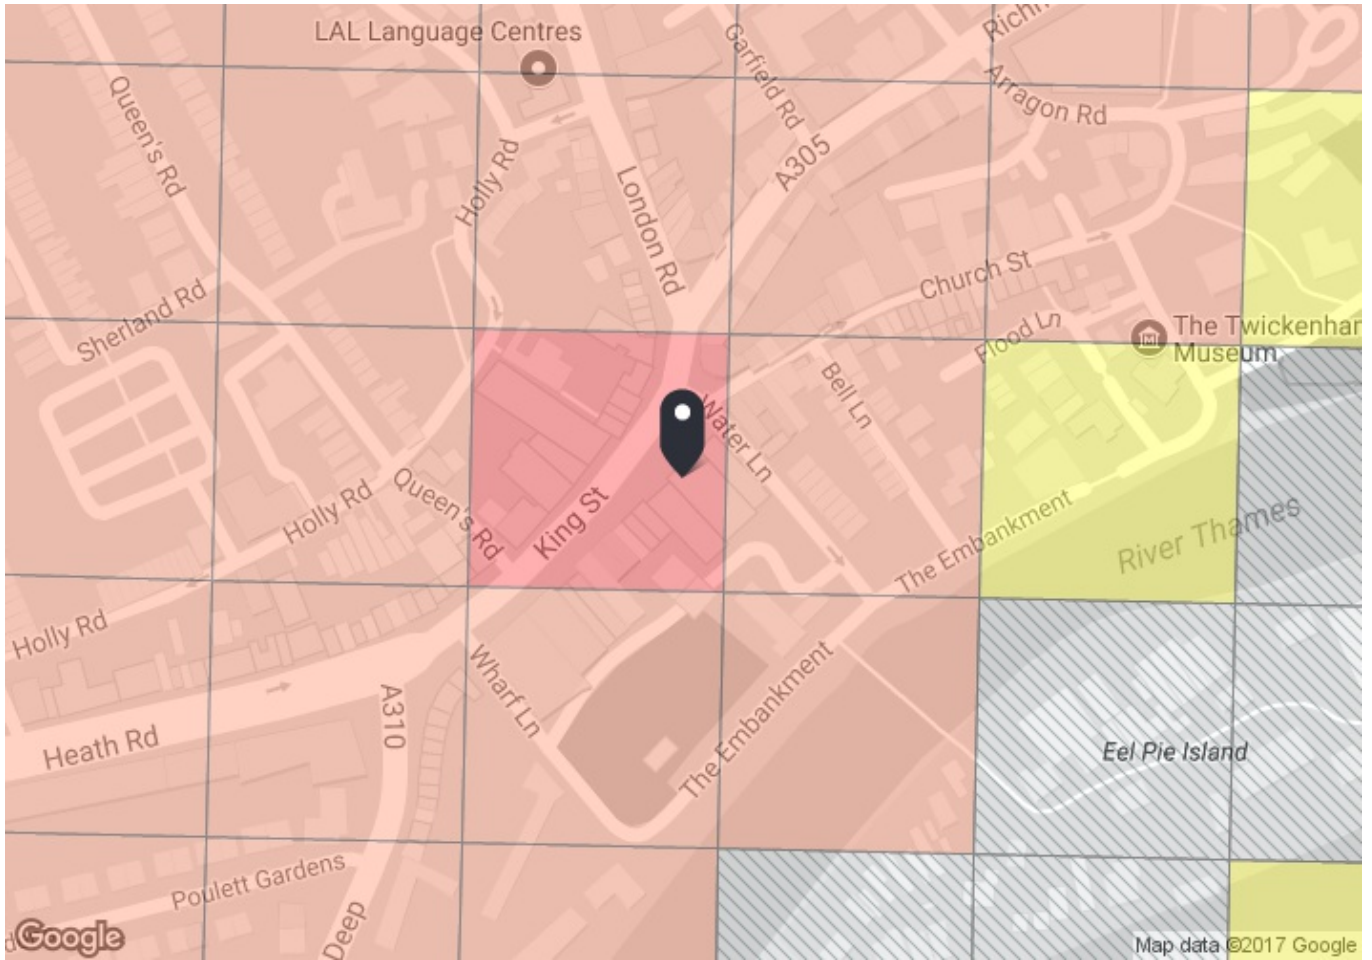 LAL Language Centres
Richm
Garfield Rd
Arragon Rd
Queen's Rd
Holly Rd
London Rd
A305
Church St
Sherland Rd
Flood Ln
The Twickenham
Museum
Bell Ln
Water Ln
Holly Rd
Queen's Rd
King St
The Embankment
River Thames
Holly Rd
Wharf Ln
A310
Heath Rd
The Embankment
Eel Pie Island
Poulett Gardens
Deep
Google
Map data ©2017 Google